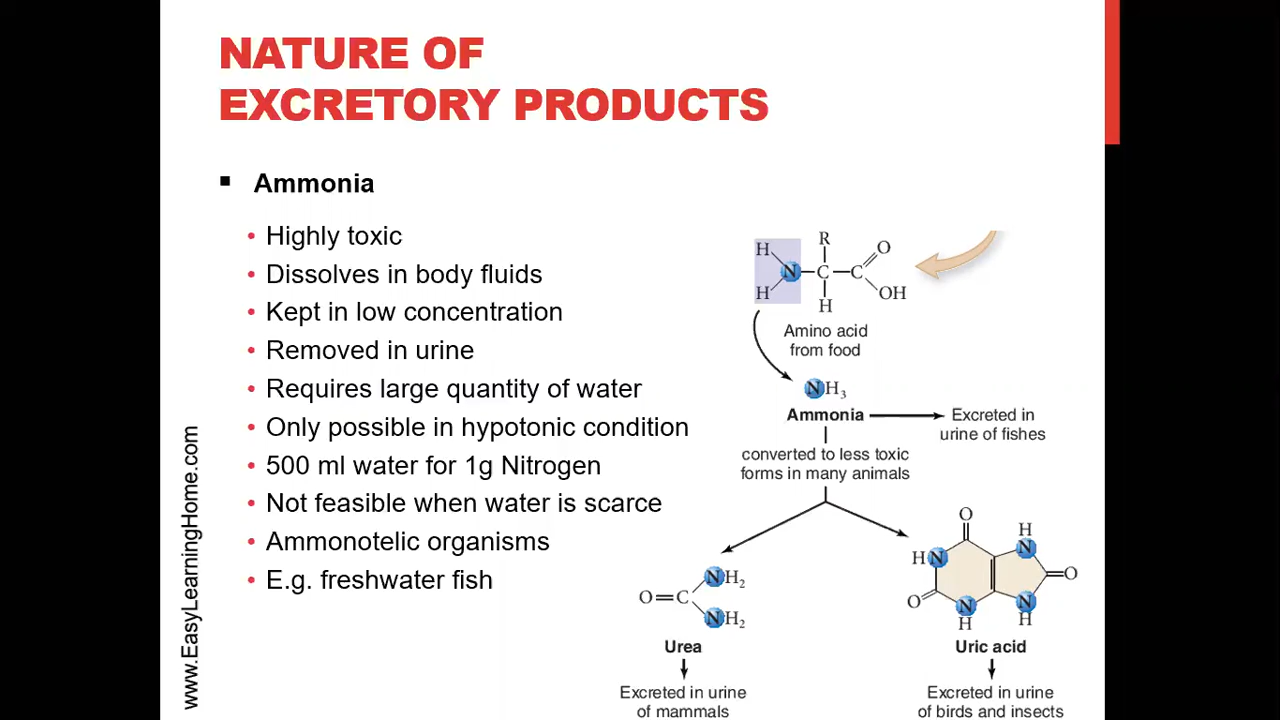 NATURE OF
EXCRETORY PRODUCTS
▪ Ammonia
• Highly toxic
• Dissolves in body fluids
• Kept in low concentration
• Removed in urine
• Requires large quantity of water
• Only possible in hypotonic condition
• 500 ml water for 1g Nitrogen
• Not feasible when water is scarce
• Ammonotelic organisms
• E.g. freshwater fish
www.EasyLearningHome.com
H R O
N C C
H H OH
Amino acid
from food
NH₃
Ammonia
Excreted in
urine of fishes
converted to less toxic
forms in many animals
NH₂
O=C
NH₂
Urea
Excreted in urine
of mammals
O H
H N N
O
O N N
H H
Uric acid
Excreted in urine
of birds and insects